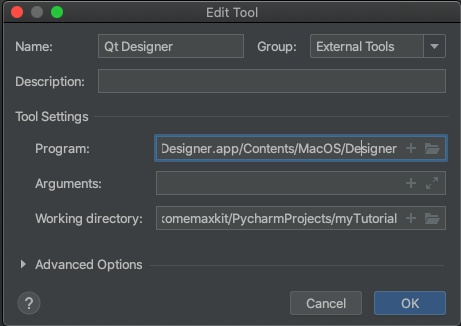 Edit Tool
Name: Qt Designer Group: External Tools
Description:
Tool Settings
Program: Designer.app/Contents/MacOS/Designer
Arguments:
Working directory: komemaxkit/PycharmProjects/myTutorial
Advanced Options
? Cancel OK